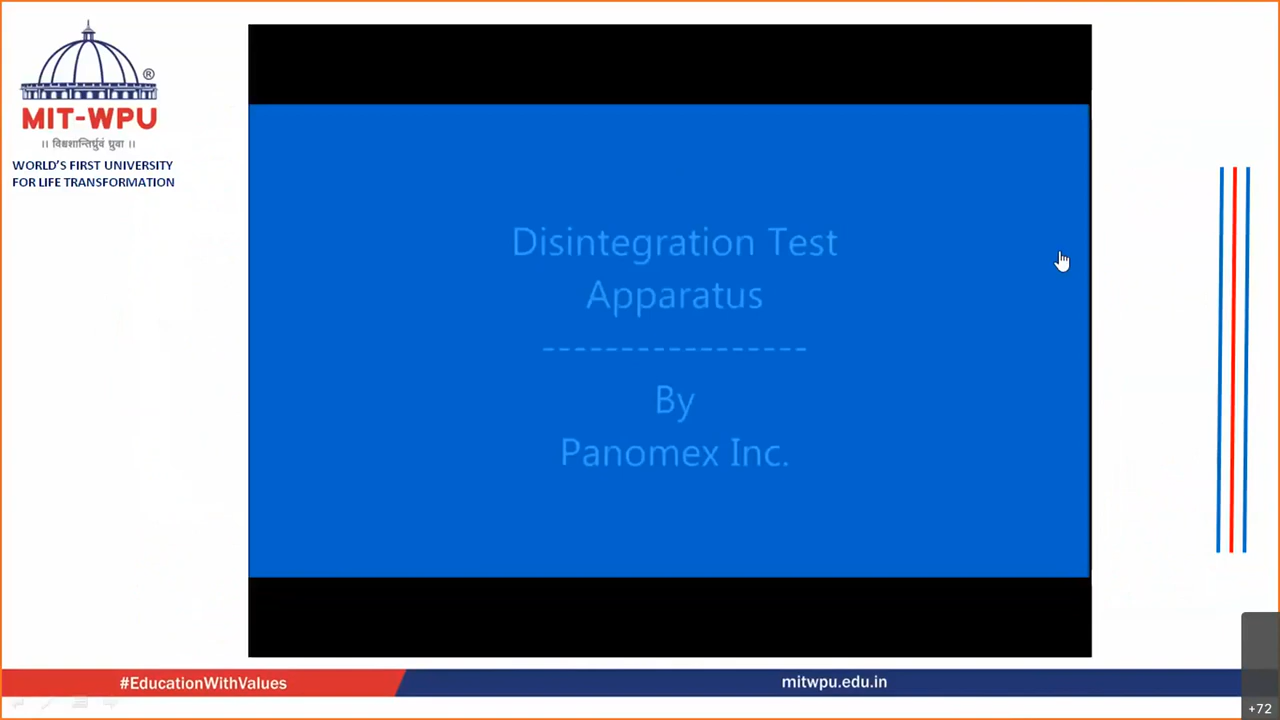 ®
MIT-WPU
।। विश्वशान्तिर्ध्रुवं ध्रुवा ।।
WORLD'S FIRST UNIVERSITY
FOR LIFE TRANSFORMATION
Disintegration Test
Apparatus
-----------------
By
Panomex Inc.
#EducationWithValues
mitwpu.edu.in
+72